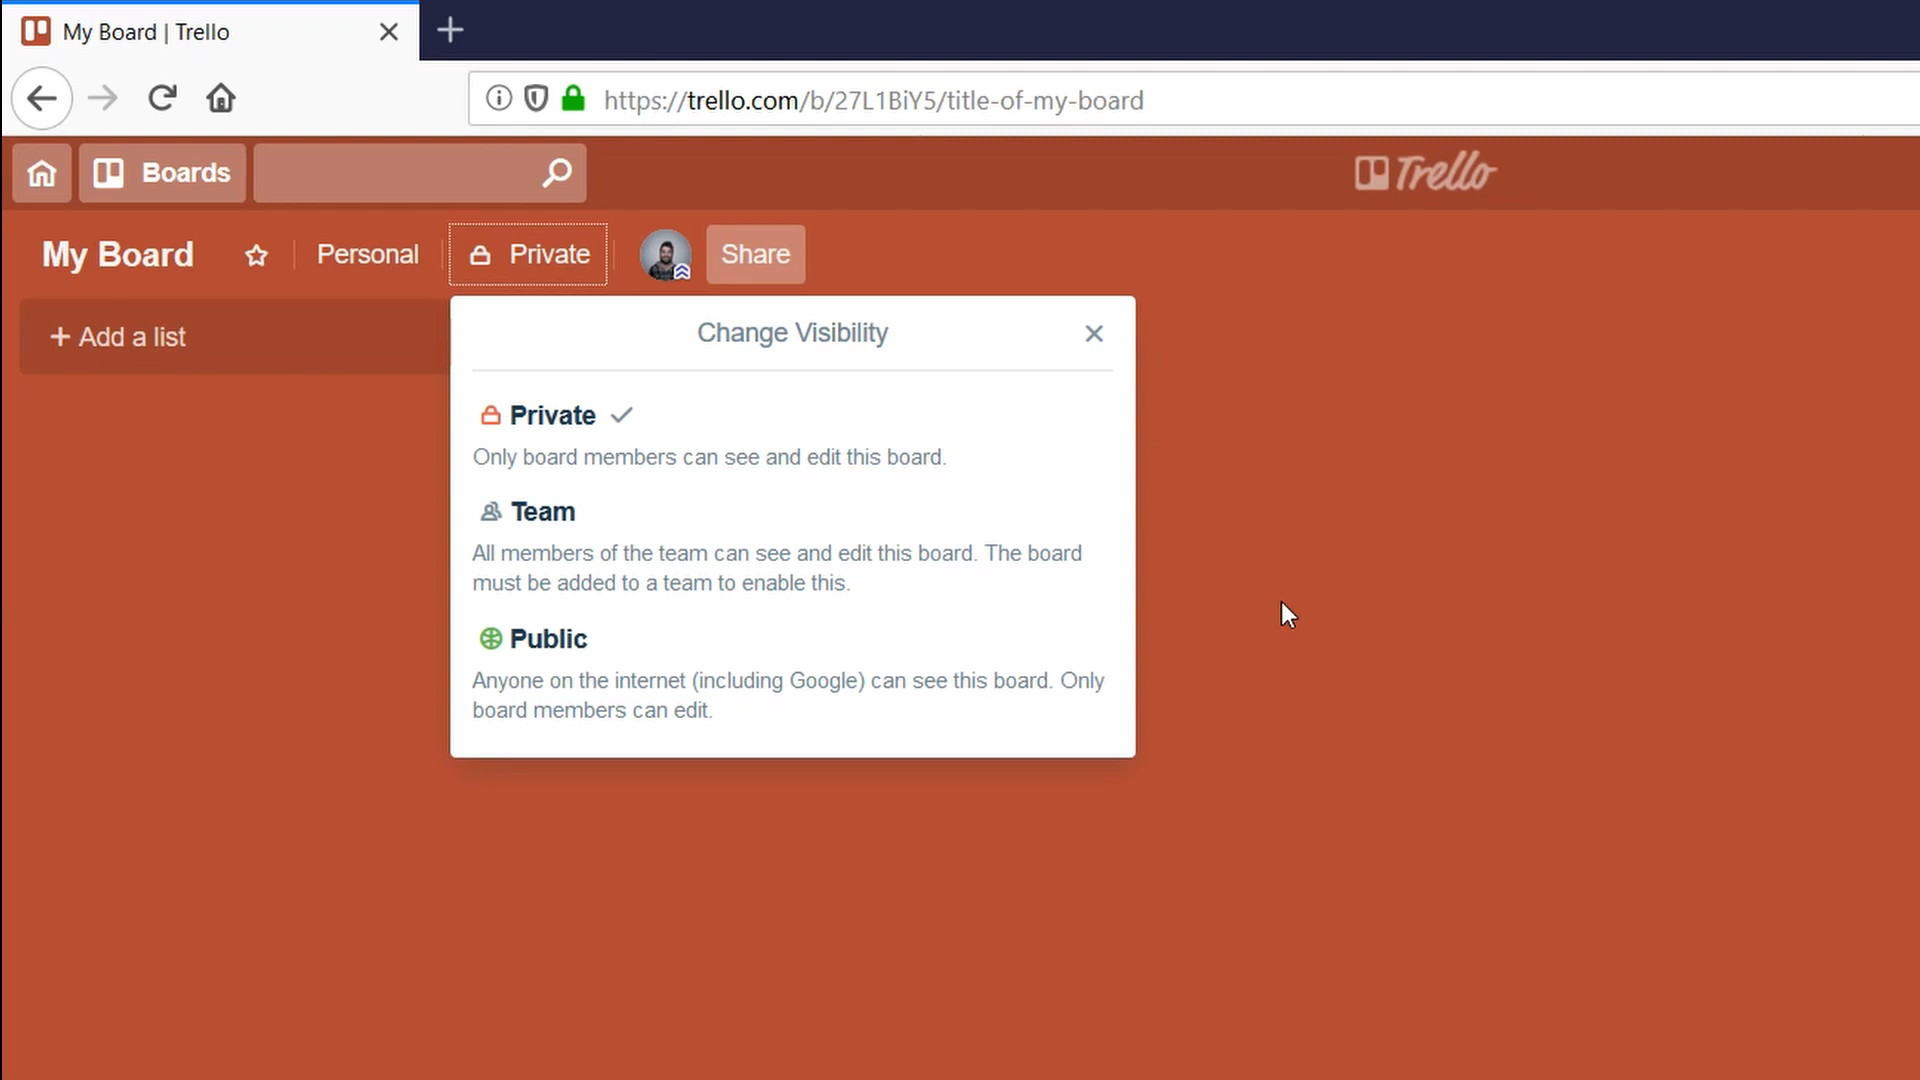 My Board | Trello
https://trello.com/b/27L1BiY5/title-of-my-board
Boards
Trello
My Board
Personal
Private
Share
+ Add a list
Change Visibility
Private
Only board members can see and edit this board.
Team
All members of the team can see and edit this board. The board
must be added to a team to enable this.
Public
Anyone on the internet (including Google) can see this board. Only
board members can edit.